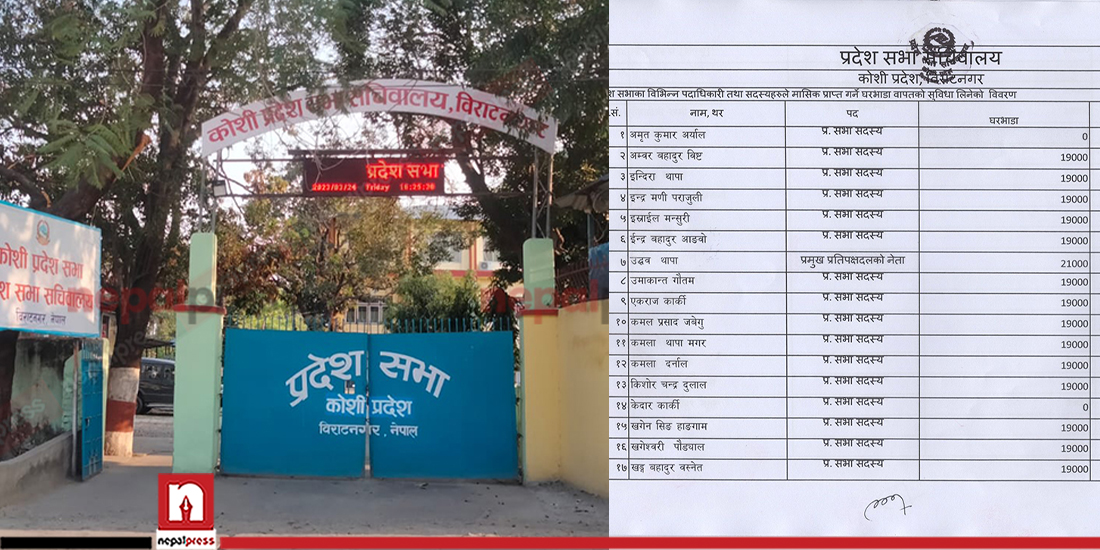 कोशी प्रदेश सभा सचिवालय, विराटनगर
प्रदेश सभा
2023/03/24 Friday
कोशी प्रदेश सभा
श सभा सचिवालय
विराटनगर, नेपाल
प्रदेश सभा
कोशी प्रदेश
विराटनगर, नेपाल
n
nepalpress
प्रदेश सभा सचिवालय
कोशी प्रदेश, विराटनगर
श सभाका विभिन्न पदाधिकारी तथा सदस्यहरुले मासिक प्राप्त गर्ने घरभाडा वापतको सुविधा लिनेको विवरण
.सं. नाम, थर पद घरभाडा
१ अमृत कुमार अर्याल प्र. सभा सदस्य 0
२ अम्वर बहादुर बिष्ट प्र. सभा सदस्य 19000
३ इन्दिरा थापा प्र. सभा सदस्य 19000
४ इन्द्र मणी पराजुली प्र. सभा सदस्य 19000
५ इस्राईल मन्सुरी प्र. सभा सदस्य 19000
६ ईन्द्र बहादुर आङबो प्र. सभा सदस्य 19000
७ उद्धव थापा प्रमुख प्रतिपक्षदलको नेता 21000
८ उमाकान्त गौतम प्र. सभा सदस्य 19000
९ एकराज कार्की प्र. सभा सदस्य 19000
१० कमल प्रसाद जबेगु प्र. सभा सदस्य 19000
११ कमला थापा मगर प्र. सभा सदस्य 19000
१२ कमला दर्नाल प्र. सभा सदस्य 19000
१३ किशोर चन्द्र दुलाल प्र. सभा सदस्य 19000
१४ केदार कार्की प्र. सभा सदस्य 0
१५ खगेन सिङ हाङगाम प्र. सभा सदस्य 19000
१६ खगेश्वरी पौड्याल प्र. सभा सदस्य 19000
१७ खड्ग बहादुर बस्नेत प्र. सभा सदस्य 19000